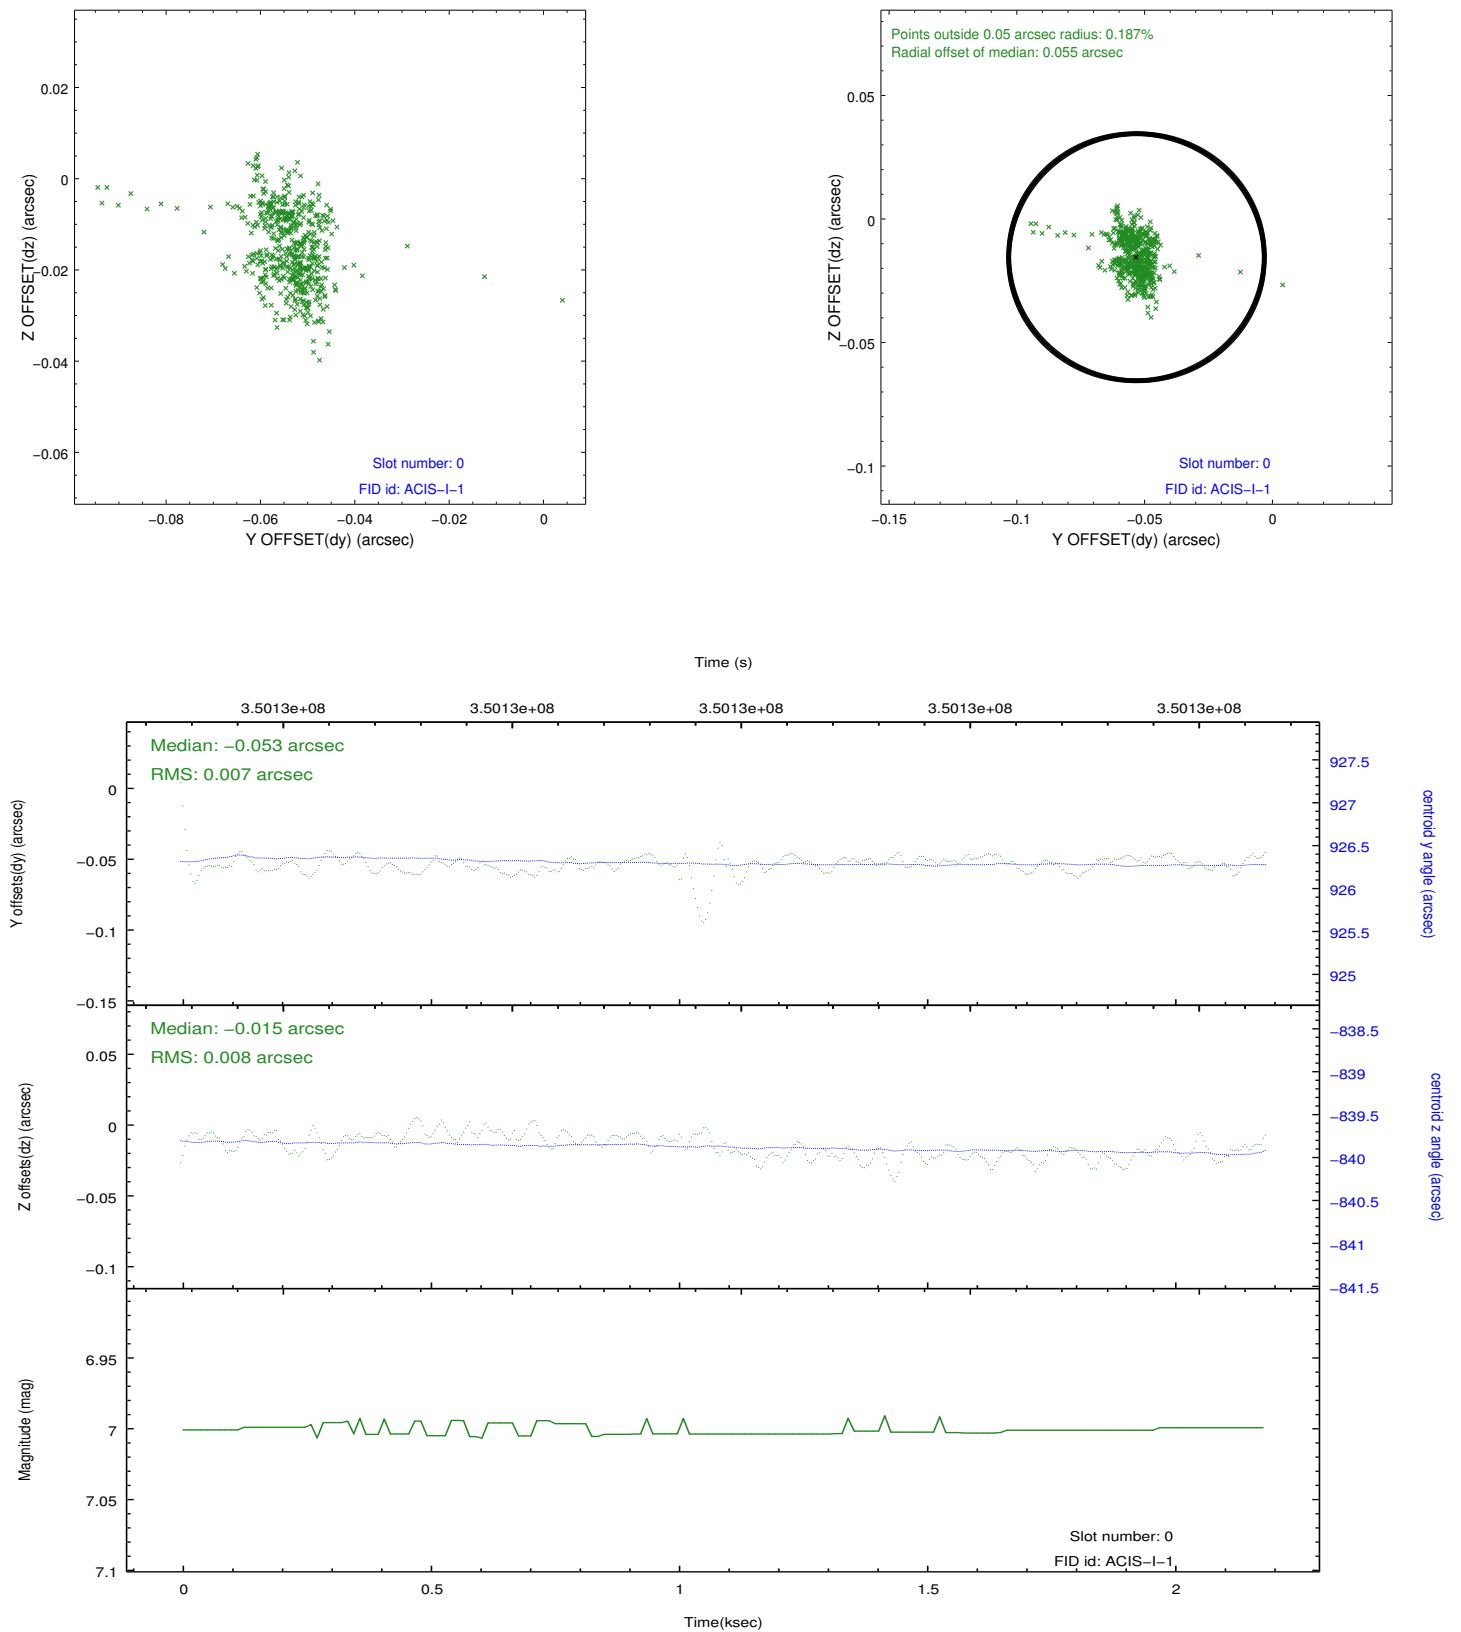 0.02
0
−0.02
−0.04
−0.06
Z OFFSET(dz) (arcsec)
Slot number: 0
FID id: ACIS−I−1
−0.08
−0.06
−0.04
−0.02
0
Y OFFSET(dy) (arcsec)
Points outside 0.05 arcsec radius: 0.187%
Radial offset of median: 0.055 arcsec
0.05
0
−0.05
−0.1
Z OFFSET(dz) (arcsec)
Slot number: 0
FID id: ACIS−I−1
−0.15
−0.1
−0.05
0
Y OFFSET(dy) (arcsec)
Time (s)
3.5013e+08
3.5013e+08
3.5013e+08
3.5013e+08
3.5013e+08
Median: −0.053 arcsec
RMS: 0.007 arcsec
0
−0.05
−0.1
−0.15
Y offsets(dy) (arcsec)
927.5
927
926.5
926
925.5
925
centroid y angle (arcsec)
Median: −0.015 arcsec
RMS: 0.008 arcsec
0.05
0
−0.05
−0.1
Z offsets(dz) (arcsec)
−838.5
−839
−839.5
−840
−840.5
−841
−841.5
centroid z angle (arcsec)
6.95
7
7.05
7.1
Magnitude (mag)
Slot number: 0
FID id: ACIS−I−1
0
0.5
1
1.5
2
Time(ksec)